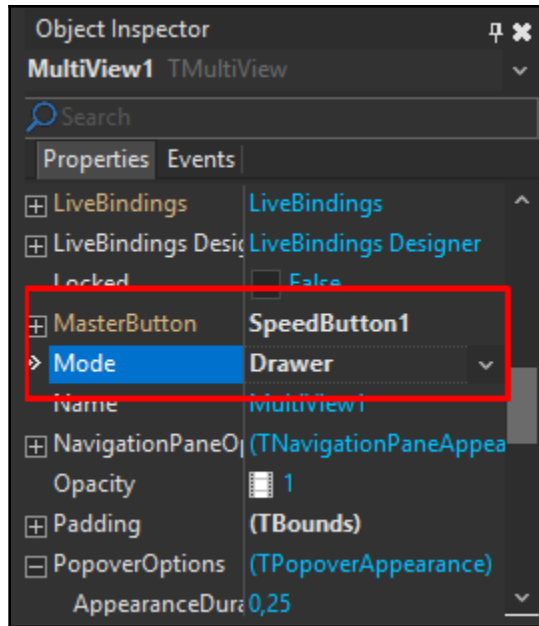 Object Inspector
MultiView1 TMultiView
Search
Properties Events
LiveBindings LiveBindings
LiveBindings Desig LiveBindings Designer
Locked False
MasterButton SpeedButton1
Mode Drawer
Name MultiView1
NavigationPaneO (TNavigationPaneAppea
Opacity 1
Padding (TBounds)
PopoverOptions (TPopoverAppearance)
AppearanceDura 0,25